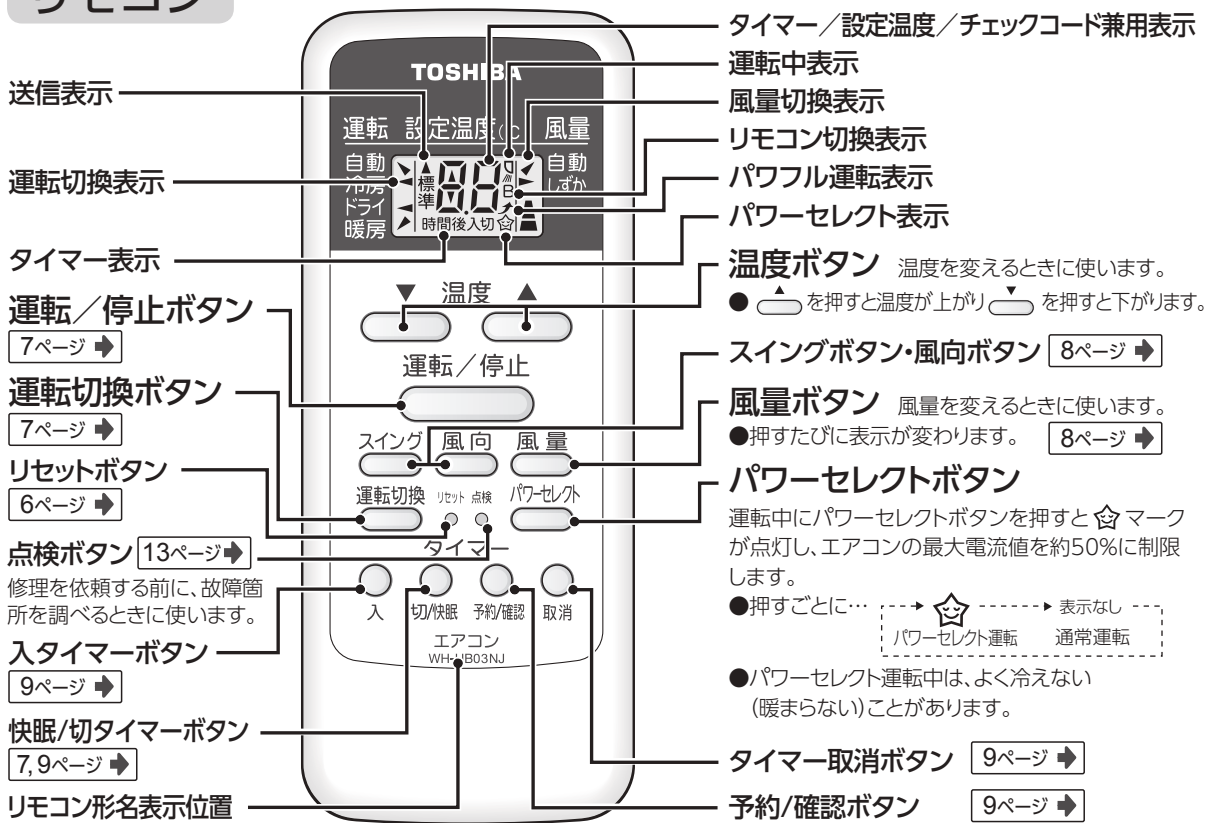 リモコン
送信表示
運転切換表示
タイマー表示
運転/停止ボタン
7ページ
運転切換ボタン
7ページ
リセットボタン
6ページ
点検ボタン 13ページ
修理を依頼する前に、故障箇
所を調べるときに使います。
入タイマーボタン
9ページ
快眠/切タイマーボタン
7, 9ページ
リモコン形名表示位置
TOSHIBA
運転 設定温度(℃) 風量
自動
冷房
ドライ
暖房
標準
8.8
B
時間後入切
自動
しずか
▼ 温度 ▲
運転/停止
スイング 風向 風量
運転切換 リセット 点検 パワーセレクト
タイマー
入 切/快眠 予約/確認 取消
エアコン
WH-UB03NJ
タイマー/設定温度/チェックコード兼用表示
運転中表示
風量切換表示
リモコン切換表示
パワフル運転表示
パワーセレクト表示
温度ボタン 温度を変えるときに使います。
●▲を押すと温度が上がり▼を押すと下がります。
スイングボタン・風向ボタン 8ページ
風量ボタン 風量を変えるときに使います。
●押すたびに表示が変わります。 8ページ
パワーセレクトボタン
運転中にパワーセレクトボタンを押すと マーク
が点灯し、エアコンの最大電流値を約50%に制限
します。
●押すごとに… 表示なし
パワーセレクト運転 通常運転
●パワーセレクト運転中は、よく冷えない
(暖まらない)ことがあります。
タイマー取消ボタン 9ページ
予約/確認ボタン 9ページ